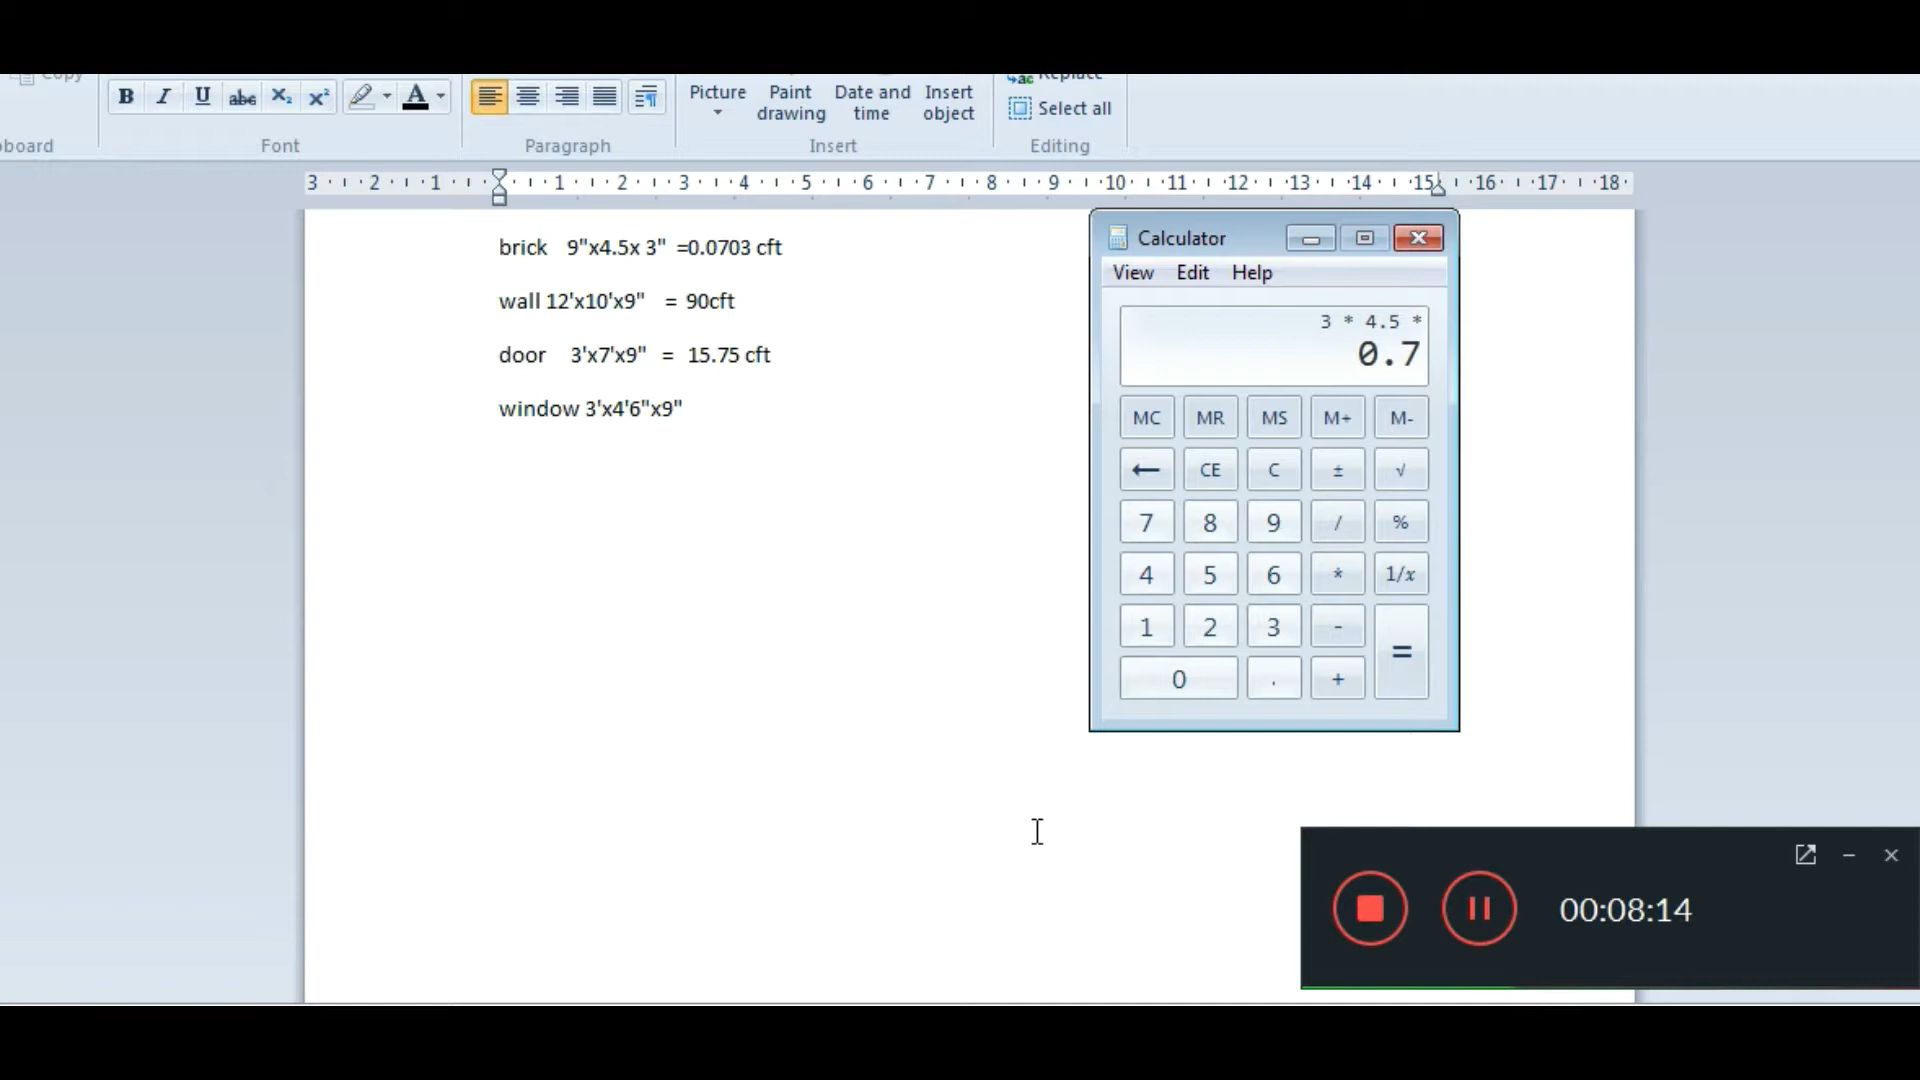 Copy
Replace
B I U abc X₂ X² A
Picture
Paint drawing
Date and time
Insert object
Select all
Font
Paragraph
Insert
Editing
3 2 1 1 2 3 4 5 6 7 8 9 10 11 12 13 14 15 16 17 18
brick 9"x4.5x 3" =0.0703 cft
wall 12'x10'x9" = 90cft
door 3'x7'x9" = 15.75 cft
window 3'x4'6"x9"
Calculator
View Edit Help
3 * 4.5 *
0.7
MC MR MS M+ M-
← CE C ± √
7 8 9 / %
4 5 6 * 1/x
1 2 3 - =
0 . +
00:08:14